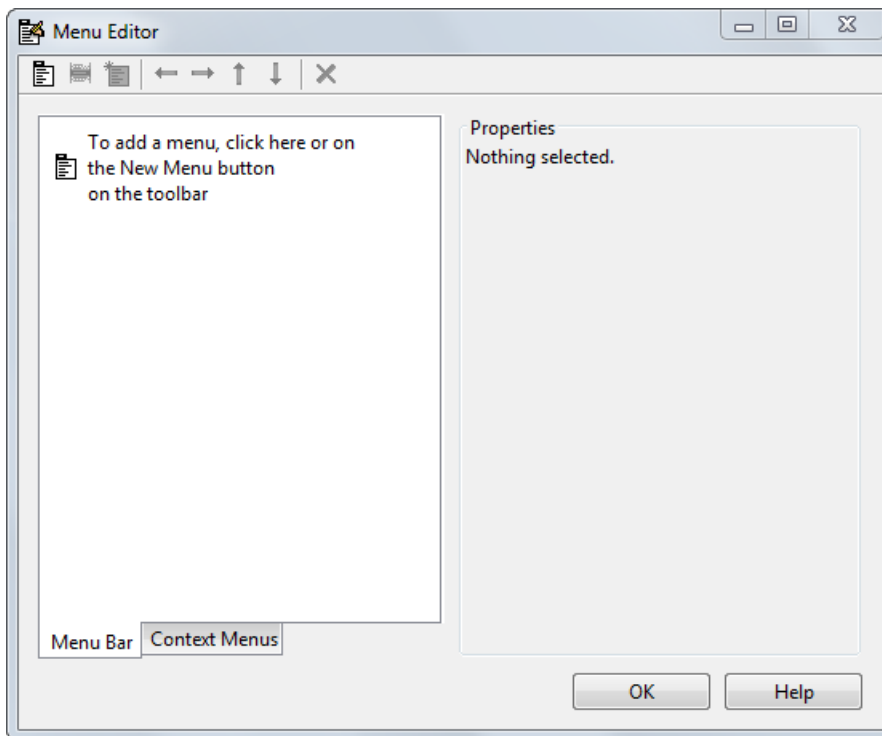 Menu Editor
To add a menu, click here or on
the New Menu button
on the toolbar
Properties
Nothing selected.
Menu Bar
Context Menus
OK
Help